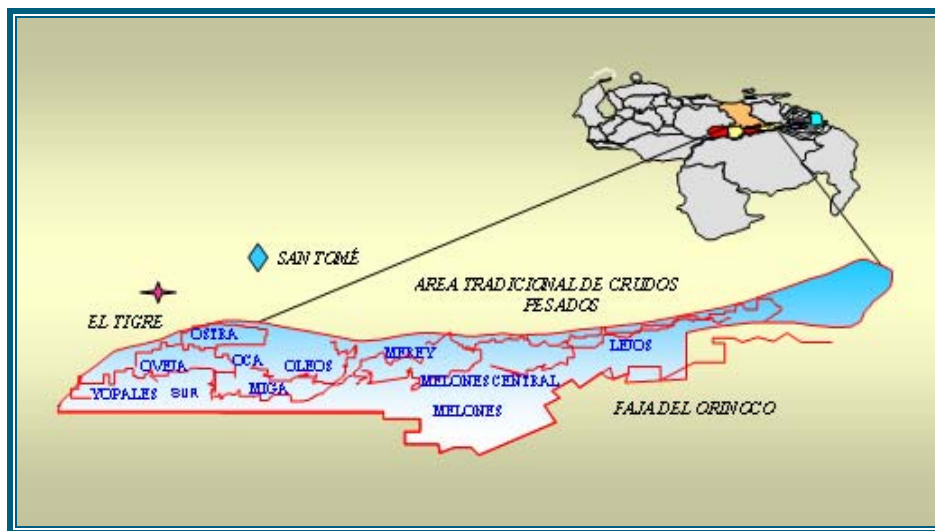 SAN TOMÉ
AREA TRADICIONAL DE CRUDOS
PESADOS
EL TIGRE
OSTRA
OVEJA
OCA
OLEOS
MEREY
LEJOS
YOPALES SUR
MIGA
MELONES CENTRAL
MELONES
FAJA DEL ORINOCO